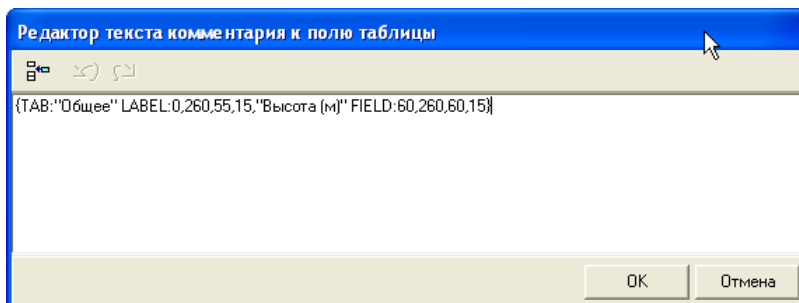 Редактор текста комментария к полю таблицы
{TAB:"Общее" LABEL:0,260,55,15,"Высота (м)" FIELD:60,260,60,15}
OK
Отмена